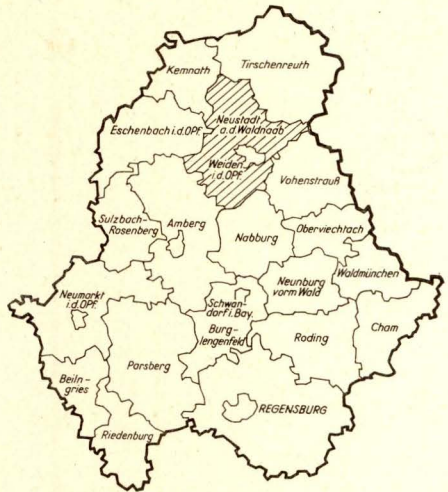 Kemnath
Tirschenreuth
Eschenbach i.d.OPf.
Neustadt
a.d.Waldnaab
Weiden
i.d.OPf.
Vohenstrauß
Sulzbach-
Rosenberg
Amberg
Nabburg
Oberviechtach
Waldmünchen
Neumarkt
i.d.OPf.
Schwan-
dorf i.Bay.
Neunburg
vorm Wald
Burg-
lengenfeld
Roding
Cham
Parsberg
Beiln-
gries
Riedenburg
REGENSBURG